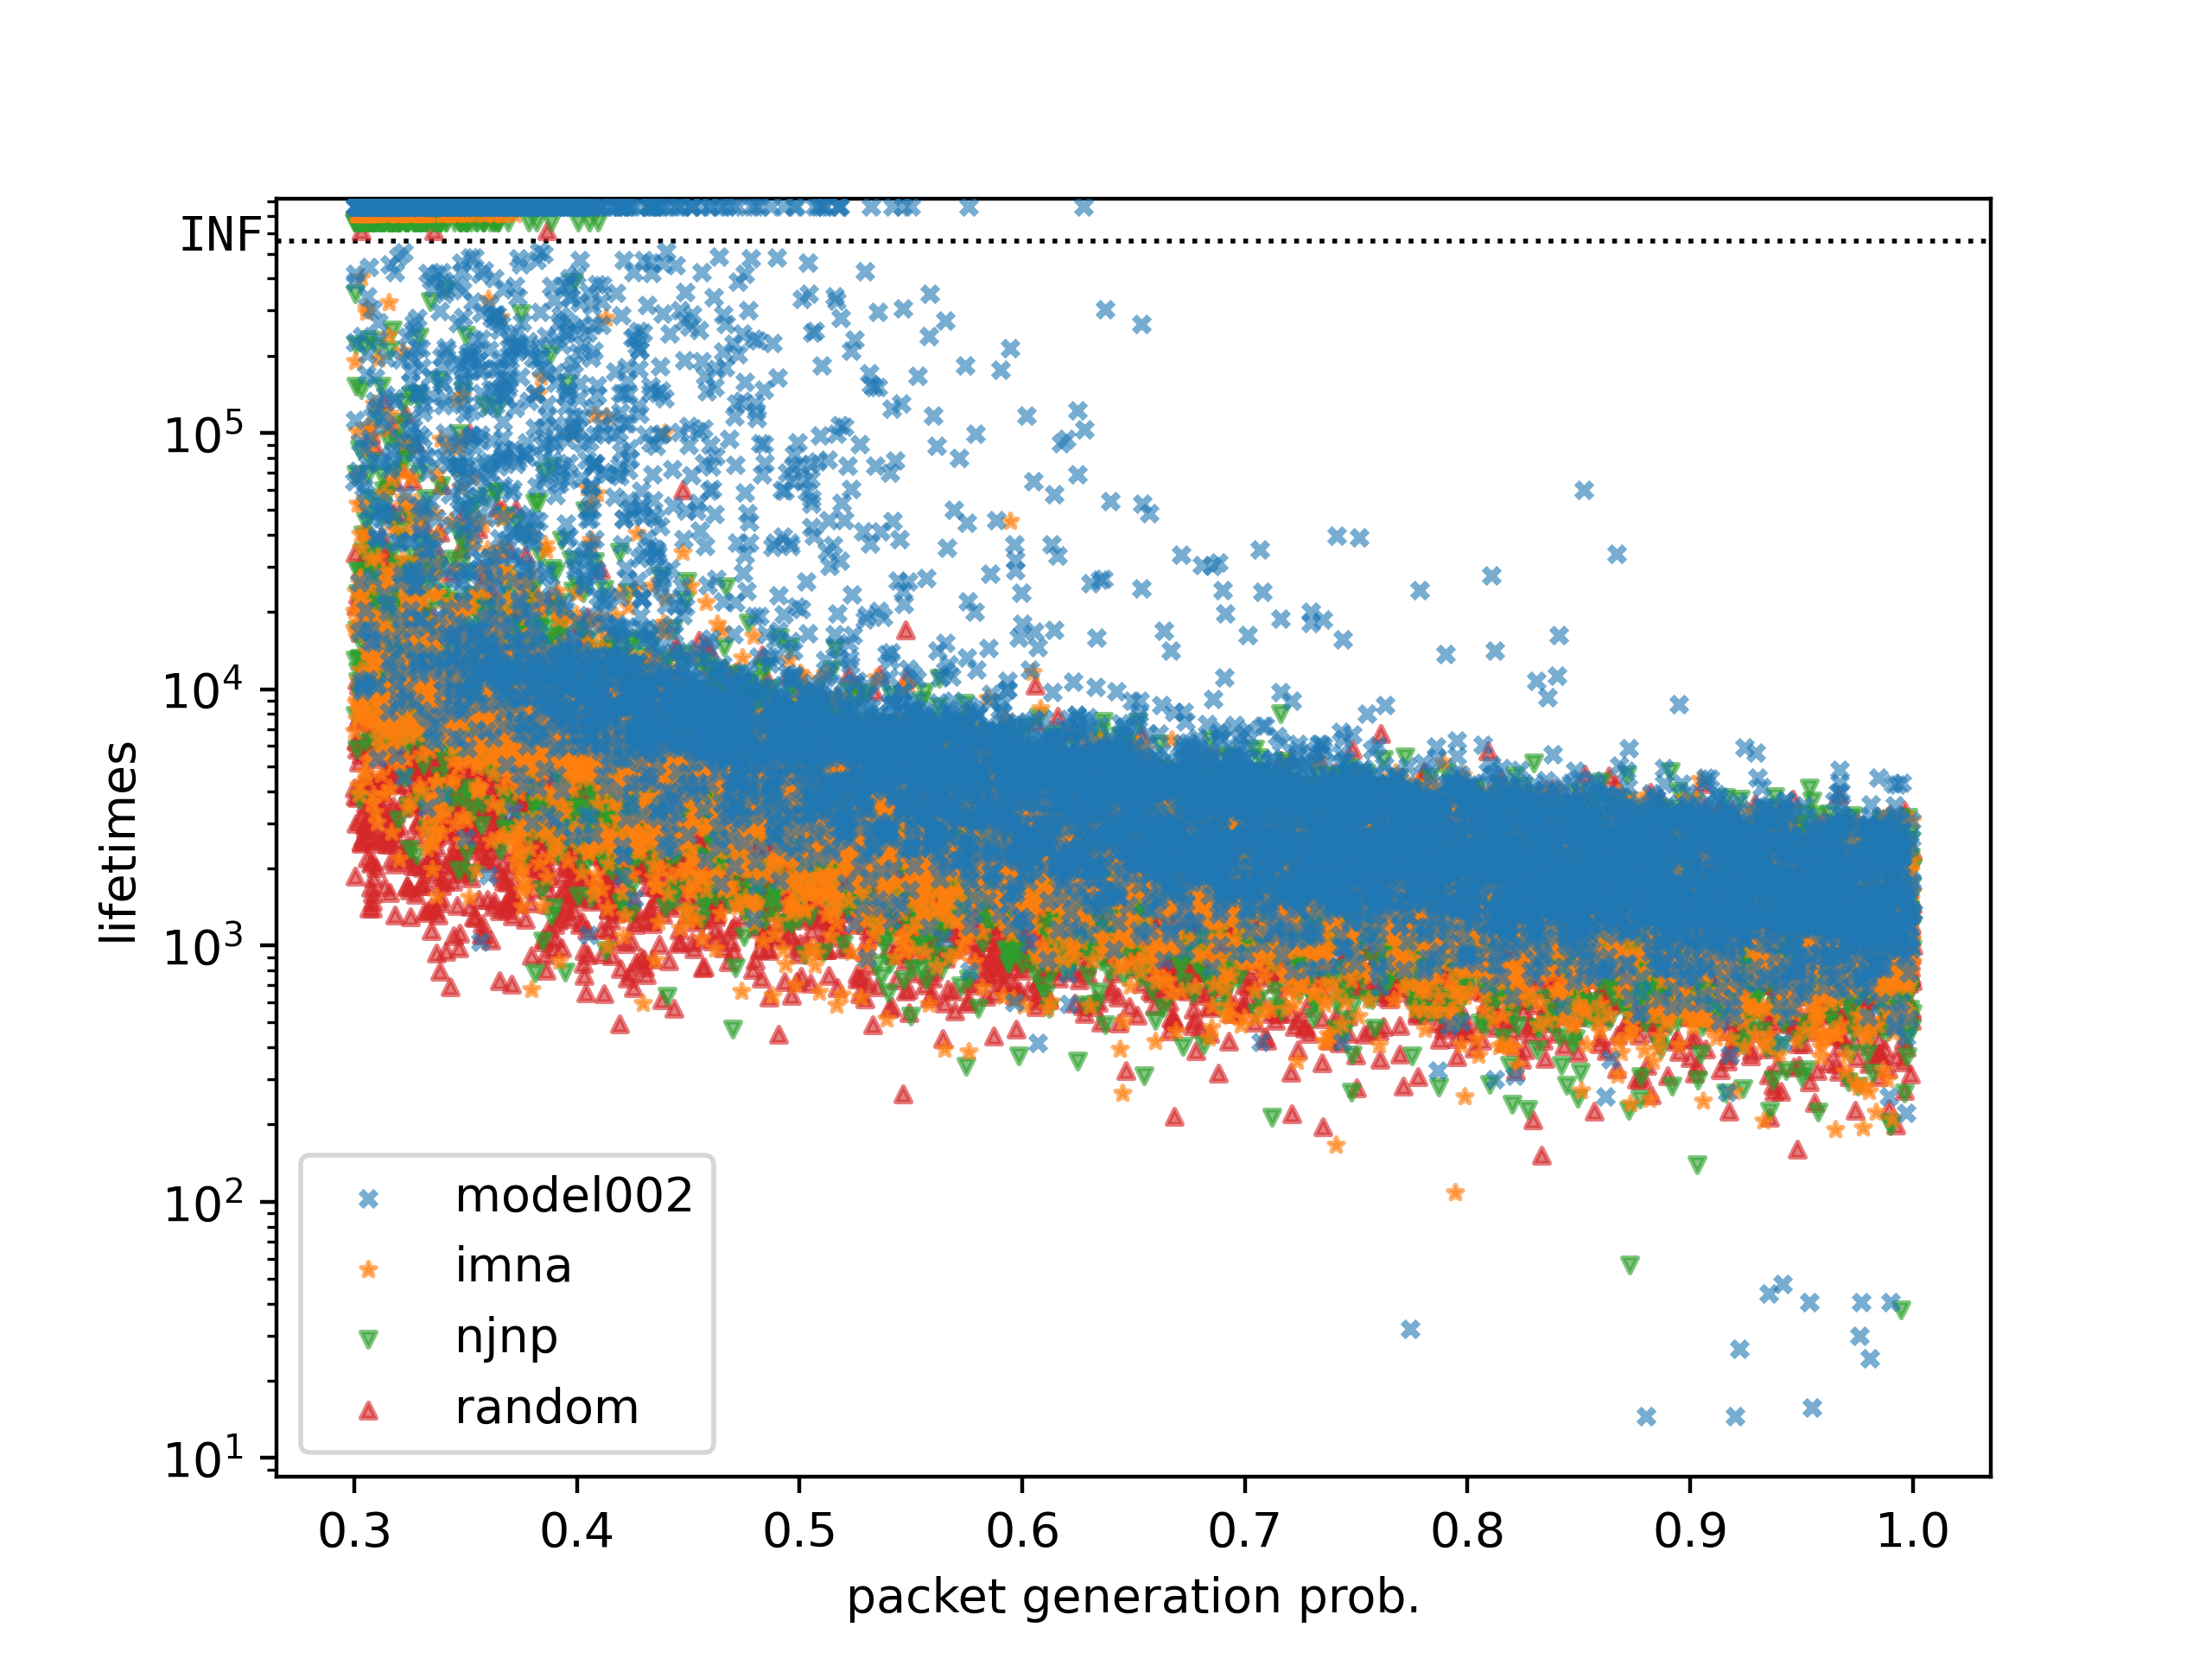 INF
10^5
10^4
10^3
10^2
10^1
lifetimes
model002
imna
njnp
random
0.3 0.4 0.5 0.6 0.7 0.8 0.9 1.0
packet generation prob.